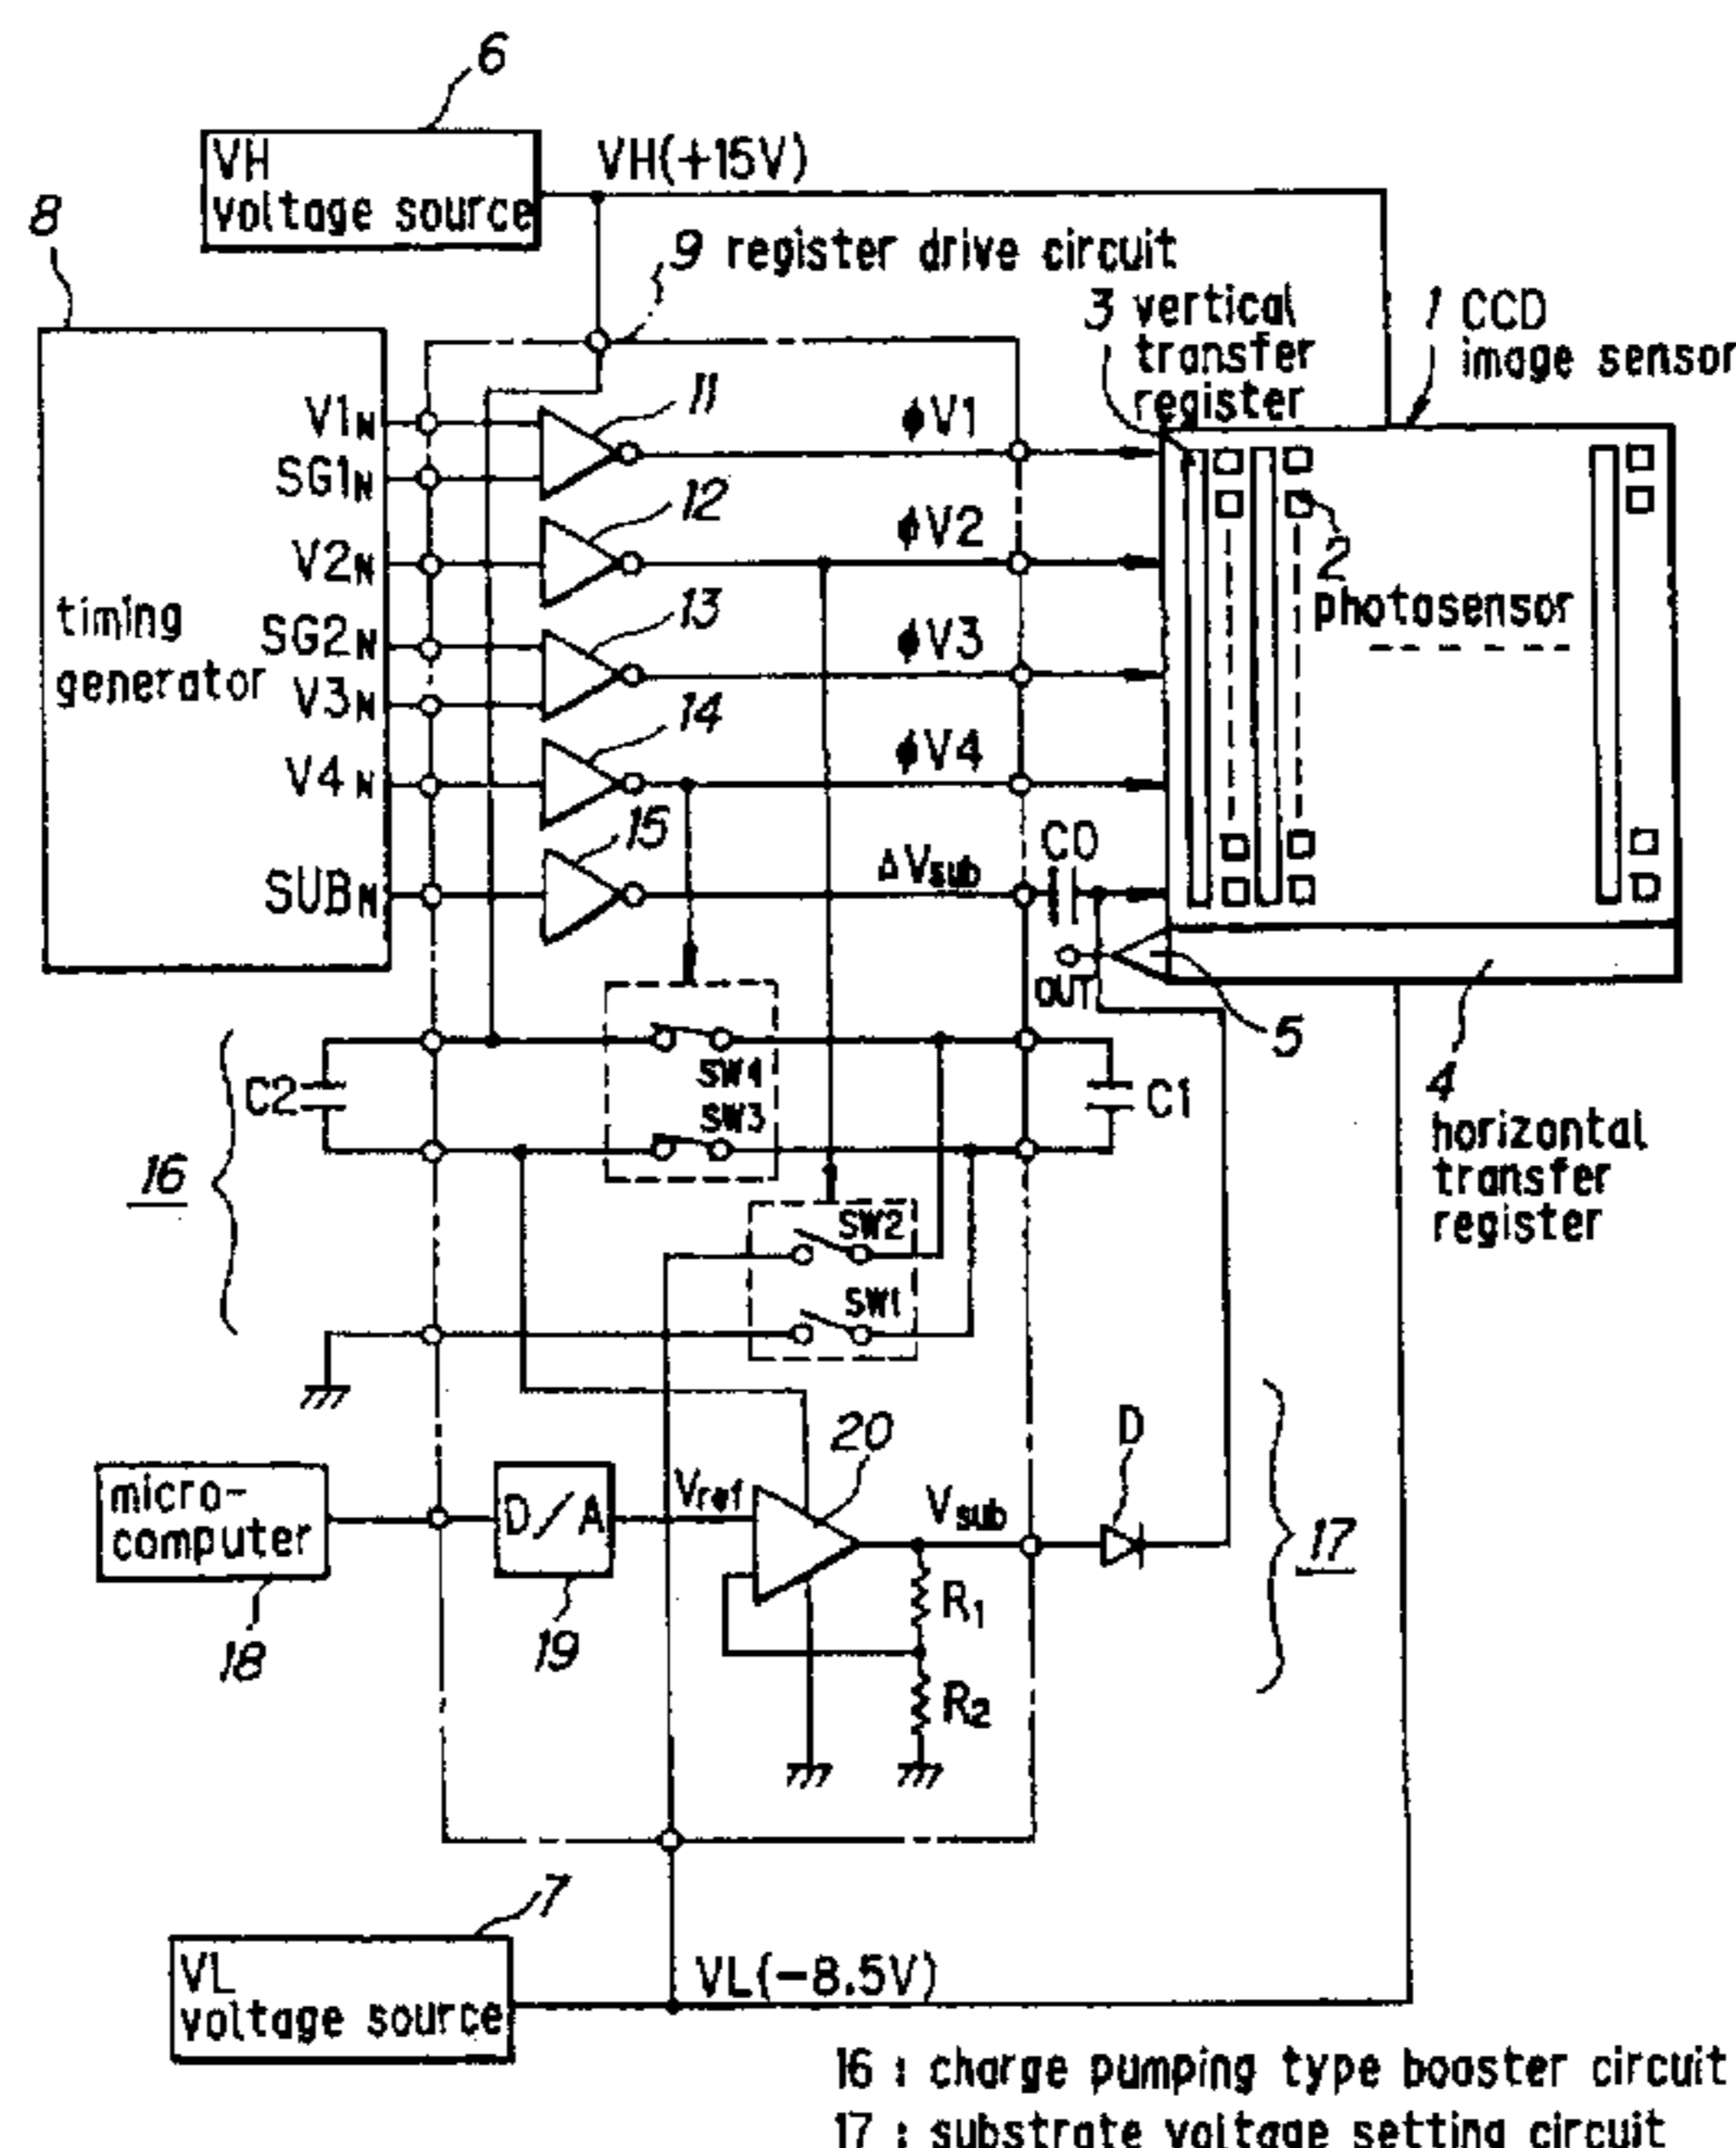 6
VH
voltage source
VH(+15V)
8
9 register drive circuit
3 vertical
transfer
register
1 CCD
image sensor
V1N
SG1N
V2N
SG2N
V3N
V4N
SUBN
timing
generator
11
12
13
14
15
φV1
φV2
φV3
φV4
ΔVsub
2
photosensor
CO
OUT
5
4
horizontal
transfer
register
C2
SW4
SW3
C1
16
SW2
SW1
micro-
computer
18
D/A
19
Vref
20
Vsub
D
17
R1
R2
7
VL
voltage source
VL(-8.5V)
16 : charge pumping type booster circuit
17 : substrate voltage setting circuit